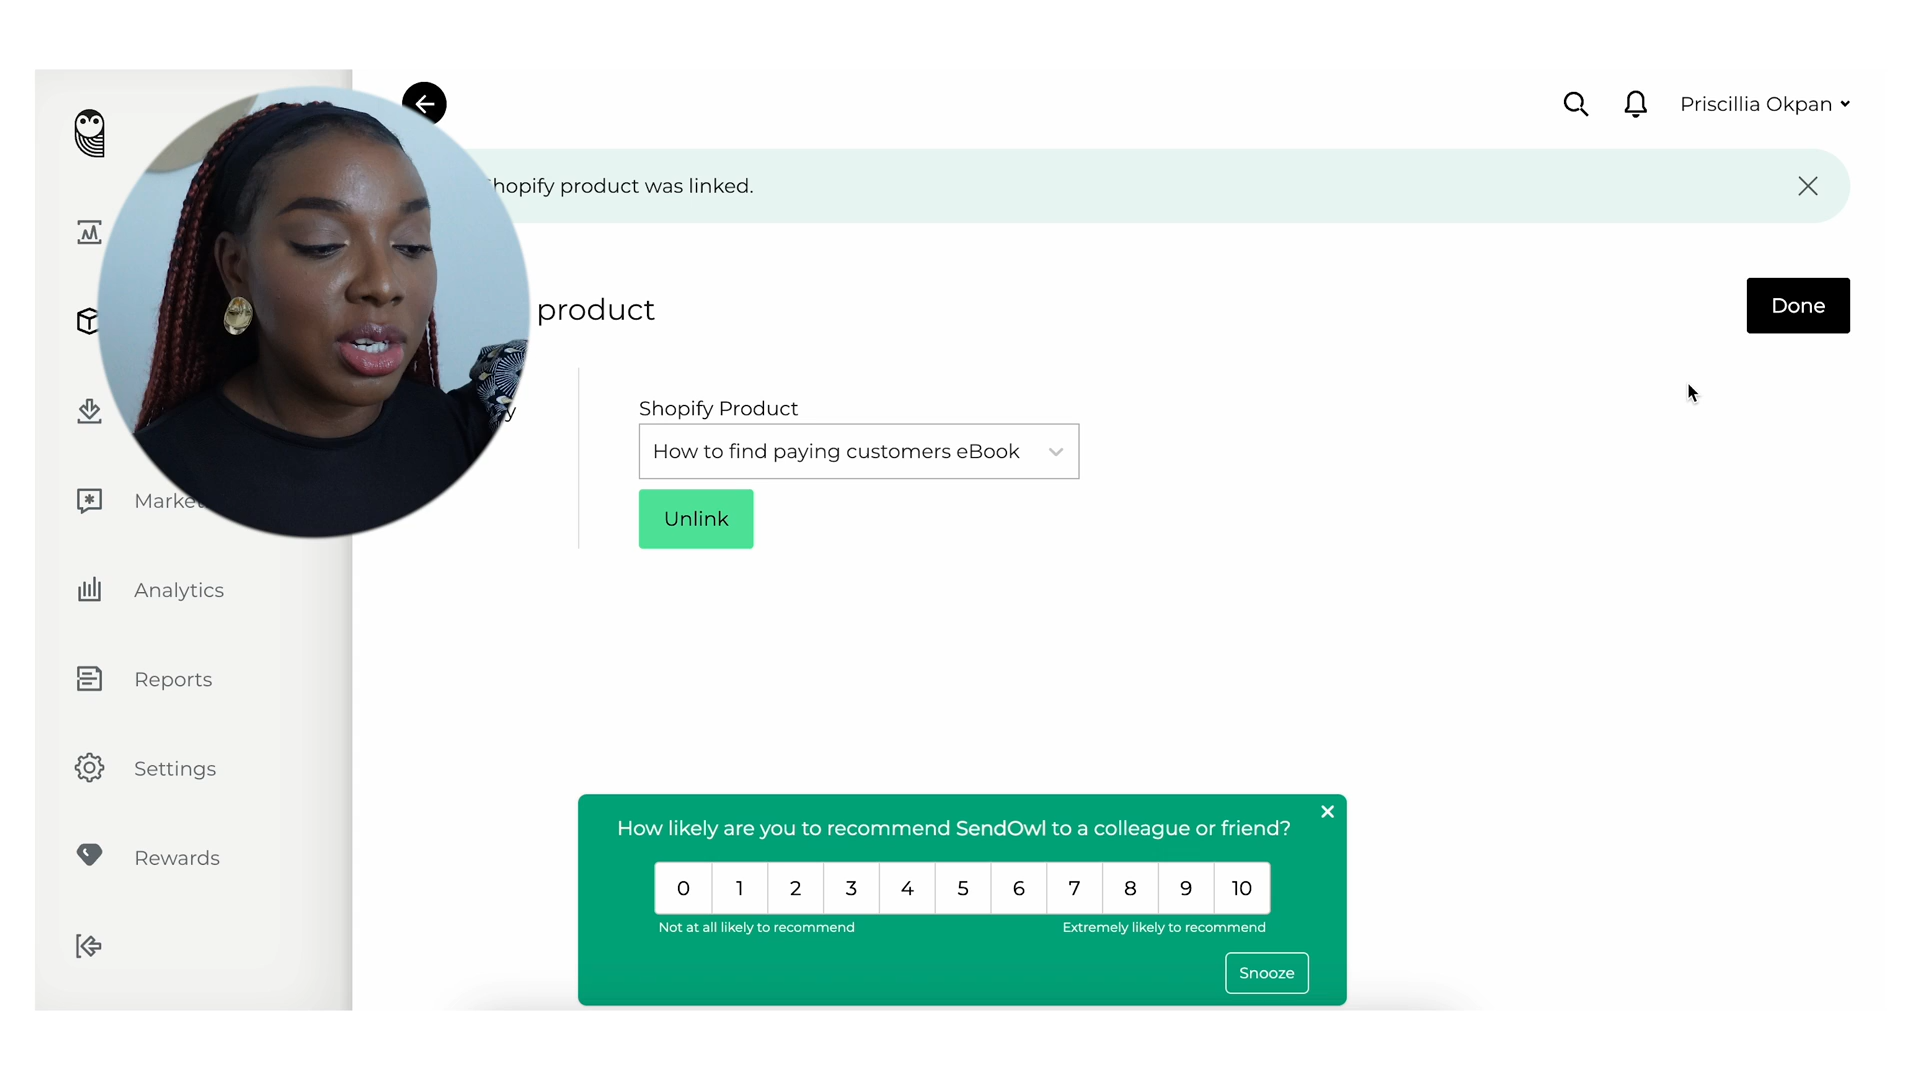 Priscillia Okpan
hopify product was linked.
product
Done
Shopify Product
How to find paying customers eBook
Unlink
Marke
Analytics
Reports
Settings
Rewards
How likely are you to recommend SendOwl to a colleague or friend?
0 1 2 3 4 5 6 7 8 9 10
Not at all likely to recommend
Extremely likely to recommend
Snooze